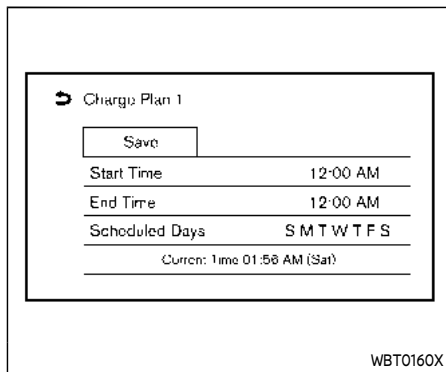 Charge Plan 1
Save
Start Time 12:00 AM
End Time 12:00 AM
Scheduled Days S M T W T F S
Current Time 01:56 AM (Sat)
WBT0160X